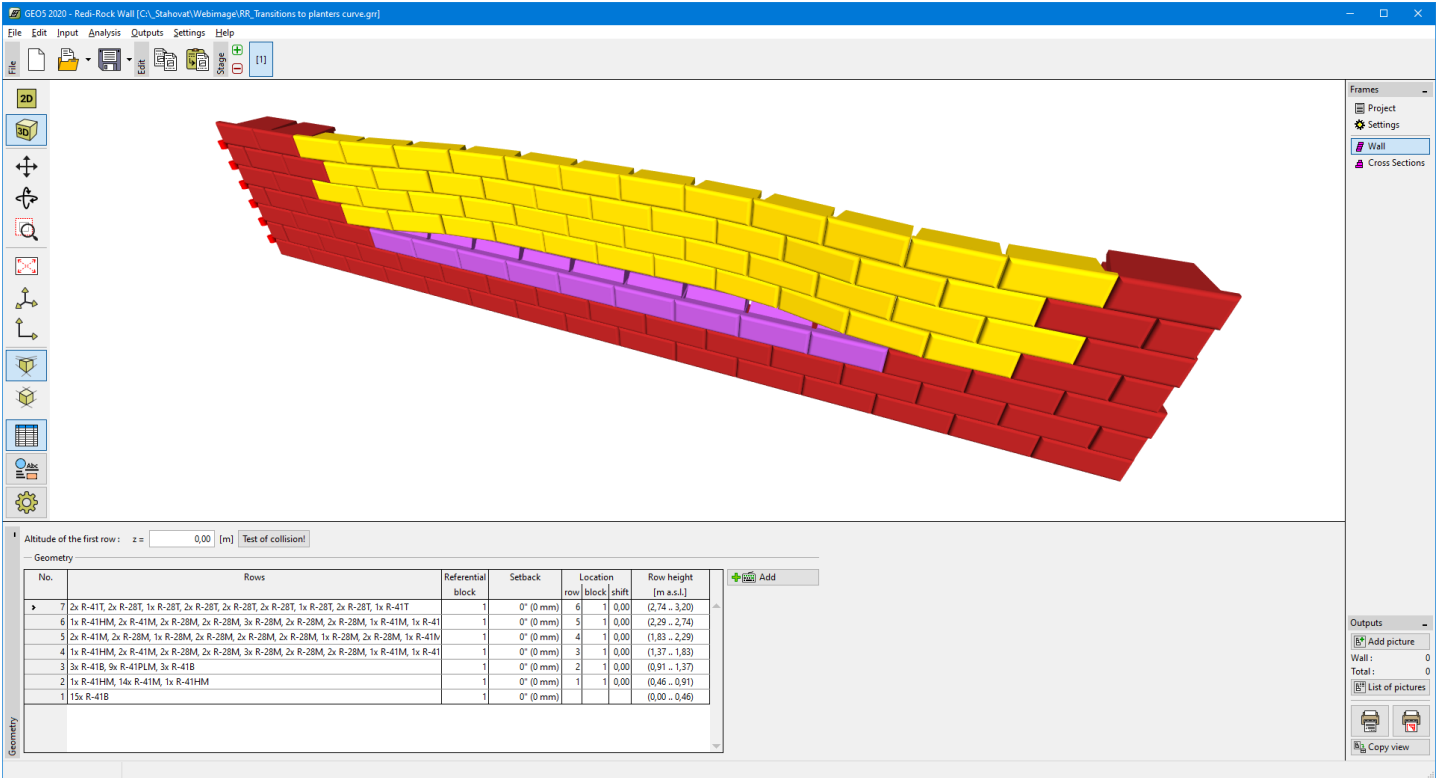 GEO5 2020 - Redi-Rock Wall [C:\_Stahovat\Webimage\RR_Transitions to planters curve.grr]
File Edit Input Analysis Outputs Settings Help
File Edit Stage [1]
2D
3D
Abc
Frames
Project
Settings
Wall
Cross Sections
Altitude of the first row : z = 0,00 [m] Test of collision!
Geometry
No. Rows Referential block Setback Location row block shift Row height [m a.s.l.]
Add
7 2x R-41T, 2x R-28T, 1x R-28T, 2x R-28T, 2x R-28T, 2x R-28T, 1x R-28T, 2x R-28T, 1x R-41T 1 0° (0 mm) 6 1 0,00 (2,74 .. 3,20)
6 1x R-41HM, 2x R-41M, 2x R-28M, 2x R-28M, 3x R-28M, 2x R-28M, 2x R-28M, 1x R-41M, 1x R-41 1 0° (0 mm) 5 1 0,00 (2,29 .. 2,74)
5 2x R-41M, 2x R-28M, 1x R-28M, 2x R-28M, 2x R-28M, 2x R-28M, 1x R-28M, 2x R-28M, 1x R-41M 1 0° (0 mm) 4 1 0,00 (1,83 .. 2,29)
4 1x R-41HM, 2x R-41M, 2x R-28M, 2x R-28M, 3x R-28M, 2x R-28M, 2x R-28M, 1x R-41M, 1x R-41 1 0° (0 mm) 3 1 0,00 (1,37 .. 1,83)
3 3x R-41B, 9x R-41PLM, 3x R-41B 1 0° (0 mm) 2 1 0,00 (0,91 .. 1,37)
2 1x R-41HM, 14x R-41M, 1x R-41HM 1 0° (0 mm) 1 1 0,00 (0,46 .. 0,91)
1 15x R-41B 1 0° (0 mm) (0,00 .. 0,46)
Geometry
Outputs
Add picture
Wall : 0
Total : 0
List of pictures
Copy view